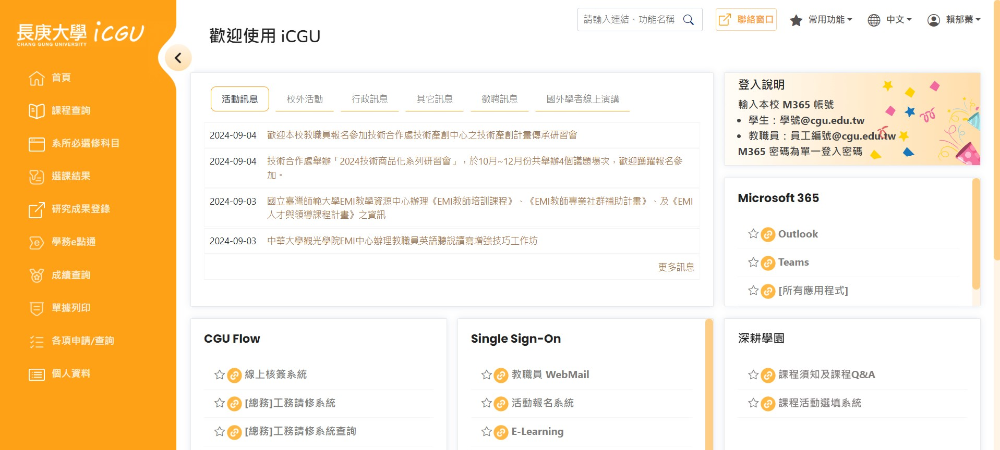 長庚大學 iCGU
CHANG GUNG UNIVERSITY
首頁
課程查詢
系所必選修科目
選課結果
研究成果登錄
學務e點通
成績查詢
單據列印
各項申請/查詢
個人資料
歡迎使用 iCGU
請輸入連結、功能名稱
聯絡窗口
常用功能
中文
賴郁蓁
活動訊息
校外活動
行政訊息
其它訊息
徵聘訊息
國外學者線上演講
2024-09-04 歡迎本校教職員報名參加技術合作處技術產創中心之技術產創計畫傳承研習會
2024-09-04 技術合作處舉辦「2024技術商品化系列研習會」，於10月~12月份共舉辦4個議題場次，歡迎踴躍報名參
加。
2024-09-03 國立臺灣師範大學EMI教學資源中心辦理《EMI教師培訓課程》、《EMI教師專業社群補助計畫》、及《EMI
人才與領導課程計畫》之資訊
2024-09-03 中華大學觀光學院EMI中心辦理教職員英語聽說讀寫增強技巧工作坊
更多訊息
登入說明
輸入本校 M365 帳號
• 學生：學號@cgu.edu.tw
• 教職員：員工編號@cgu.edu.tw
M365 密碼為單一登入密碼
Microsoft 365
Outlook
Teams
[所有應用程式]
CGU Flow
線上核簽系統
[總務]工務請修系統
[總務]工務請修系統查詢
Single Sign-On
教職員 WebMail
活動報名系統
E-Learning
深耕學園
課程須知及課程Q&A
課程活動選填系統